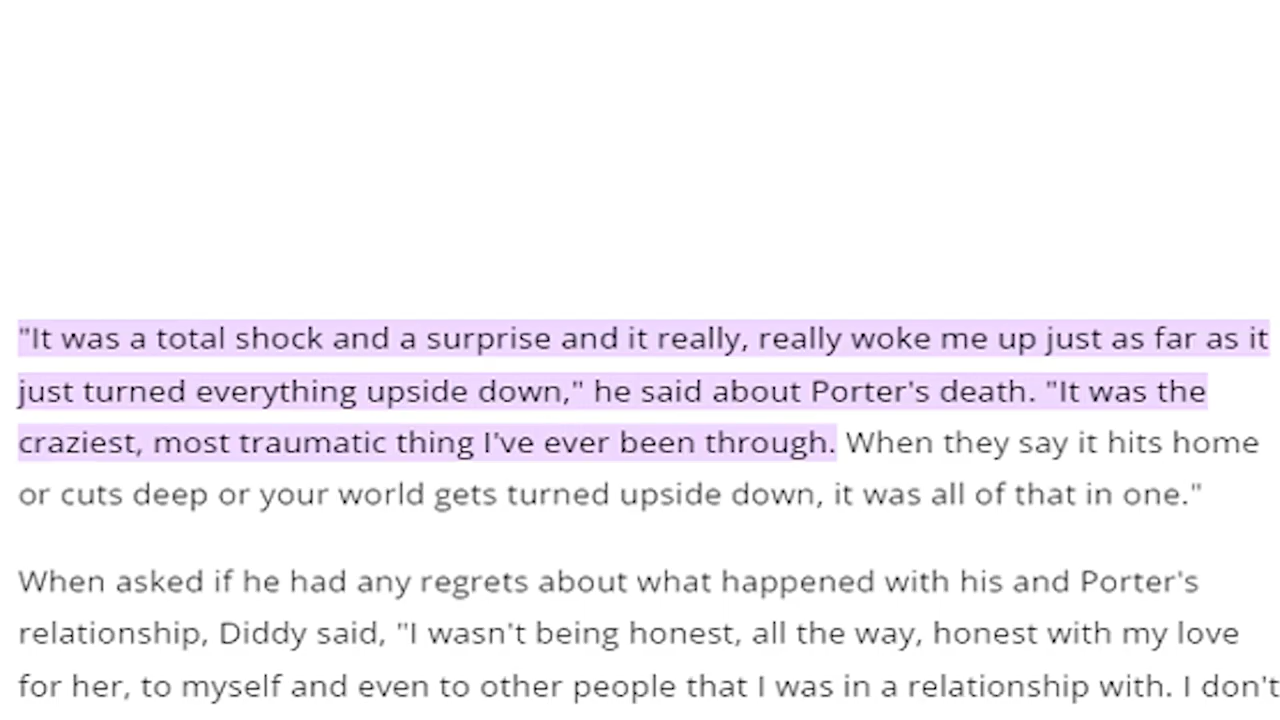 "It was a total shock and a surprise and it really, really woke me up just as far as it
just turned everything upside down," he said about Porter's death. "It was the
craziest, most traumatic thing I've ever been through. When they say it hits home
or cuts deep or your world gets turned upside down, it was all of that in one."
When asked if he had any regrets about what happened with his and Porter's
relationship, Diddy said, "I wasn't being honest, all the way, honest with my love
for her, to myself and even to other people that I was in a relationship with. I don't